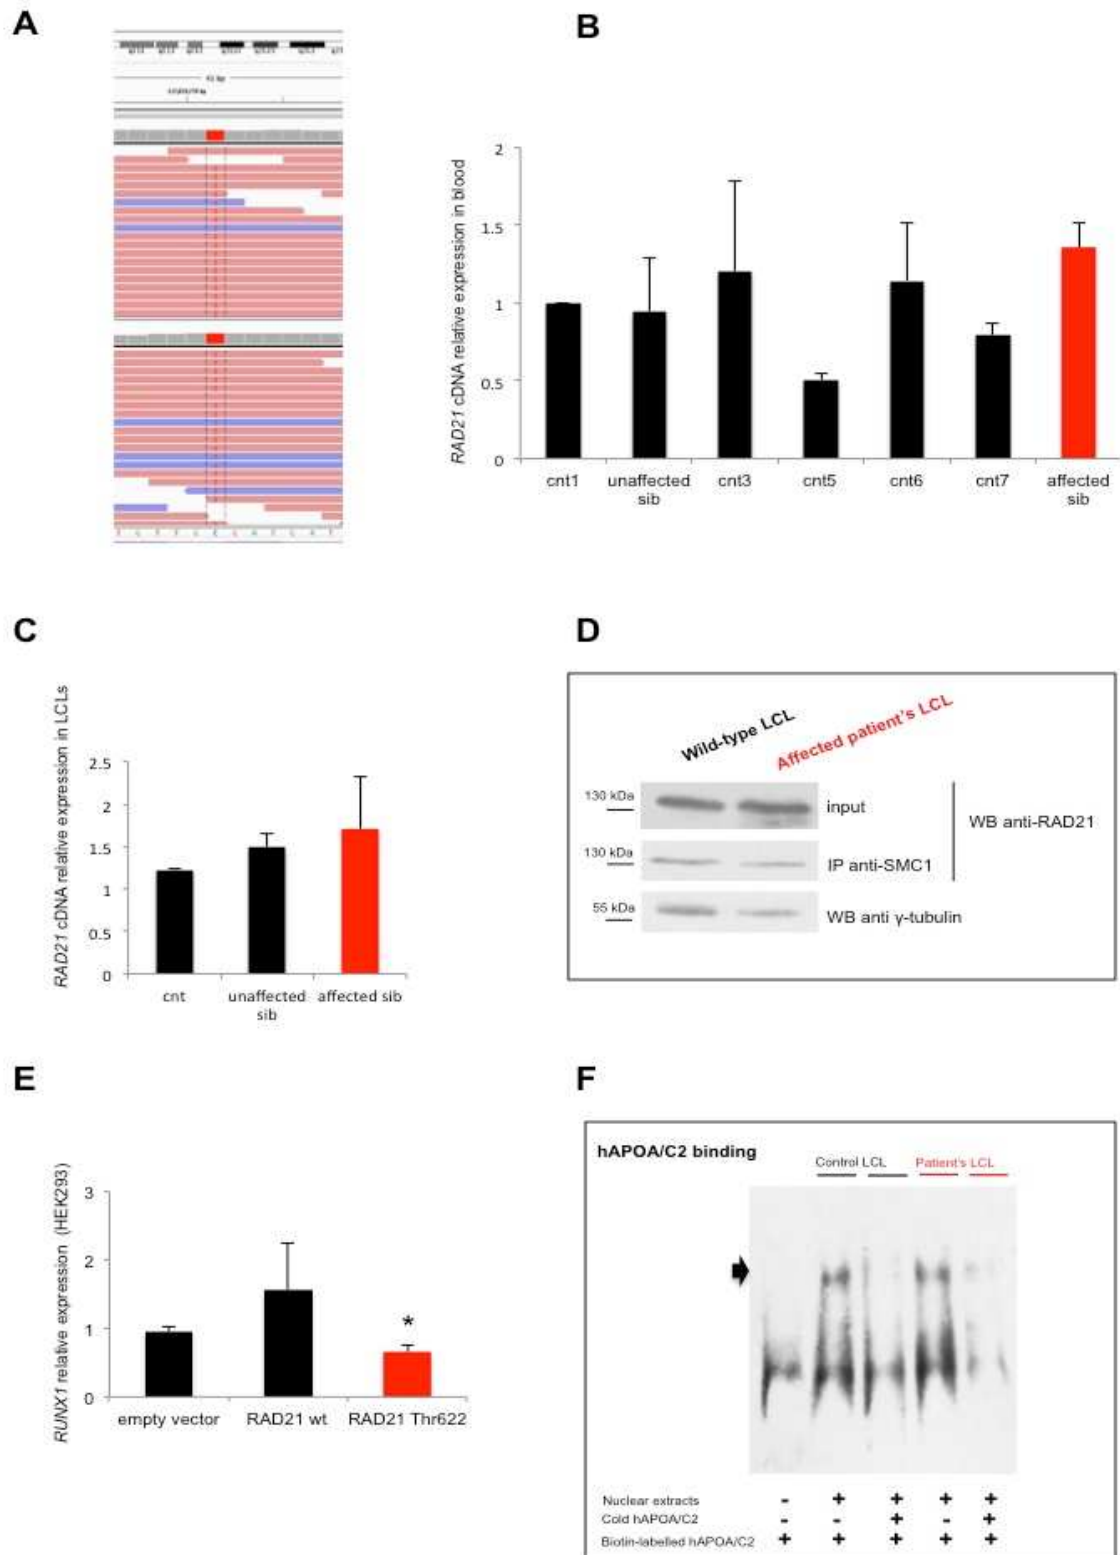 A
B
RAD21 cDNA relative expression in blood
2
1.5
1
0.5
0
cnt1
unaffected sib
cnt3
cnt5
cnt6
cnt7
affected sib
C
RAD21 cDNA relative expression in LCLs
2.5
2
1.5
1
0.5
0
cnt
unaffected sib
affected sib
D
Wild-type LCL
Affected patient's LCL
130 kDa
input
WB anti-RAD21
130 kDa
IP anti-SMC1
55 kDa
WB anti γ-tubulin
E
RUNX1 relative expression (HEK293)
3
2
1
0
*
empty vector
RAD21 wt
RAD21 Thr622
F
hAPOA/C2 binding
Control LCL
Patient's LCL
Nuclear extracts - + + + +
Cold hAPOA/C2 - - + - +
Biotin-labelled hAPOA/C2 + + + + +